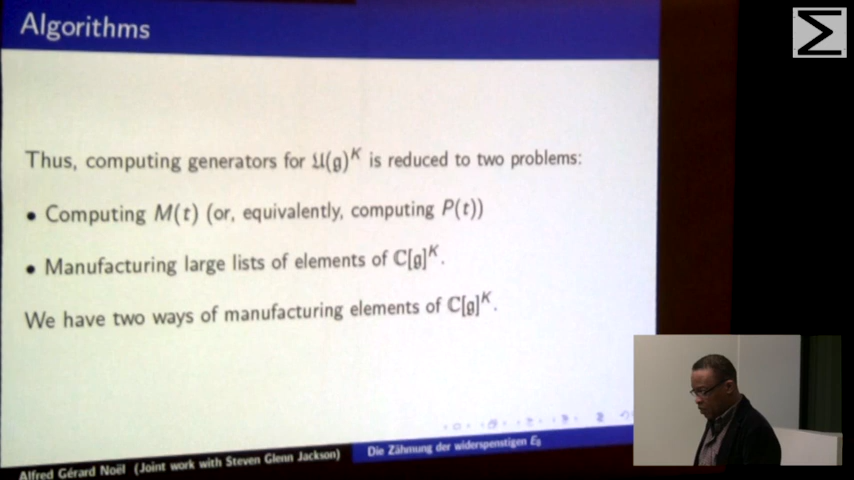 Algorithms
Thus, computing generators for 𝔘(𝔤)^K is reduced to two problems:
• Computing M(t) (or, equivalently, computing P(t))
• Manufacturing large lists of elements of ℂ[𝔤]^K.
We have two ways of manufacturing elements of ℂ[𝔤]^K.
Alfred Gérard Noël (Joint work with Steven Glenn Jackson)
Die Zähmung der widerspenstigen E₈